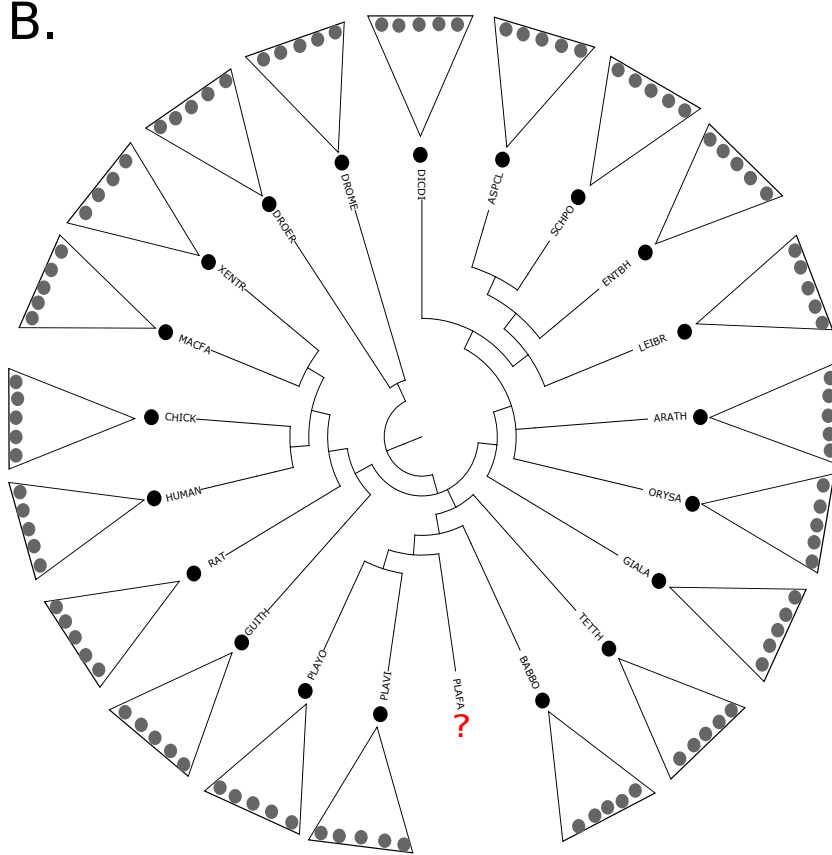 B.
DICDI
ASPCL
SCHPO
ENTBH
LEIBR
ARATH
ORYSA
GIALA
TETTH
BABBO
PLAFA
?
PLAVI
PLAYO
GUITH
RAT
HUMAN
CHICK
MACFA
XENTR
DROER
DROME